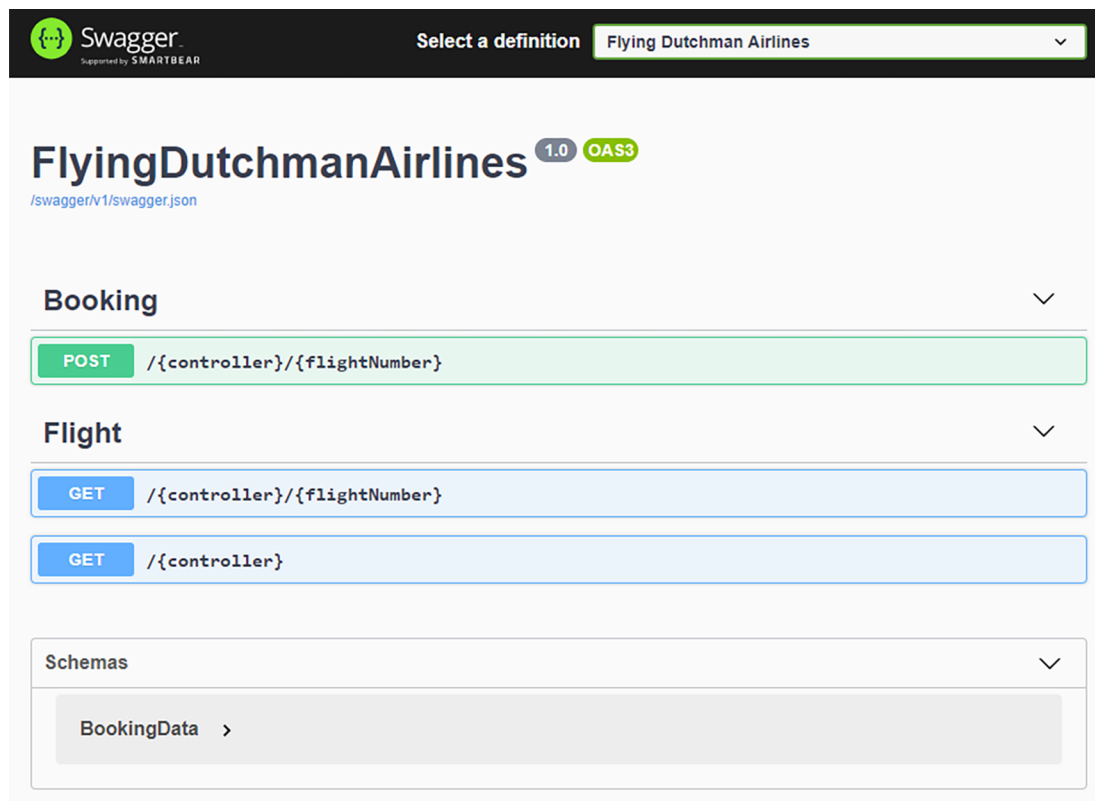 Swagger
Supported by SMARTBEAR
Select a definition
Flying Dutchman Airlines
FlyingDutchmanAirlines 1.0 OAS3
/swagger/v1/swagger.json
Booking
POST /{controller}/{flightNumber}
Flight
GET /{controller}/{flightNumber}
GET /{controller}
Schemas
BookingData